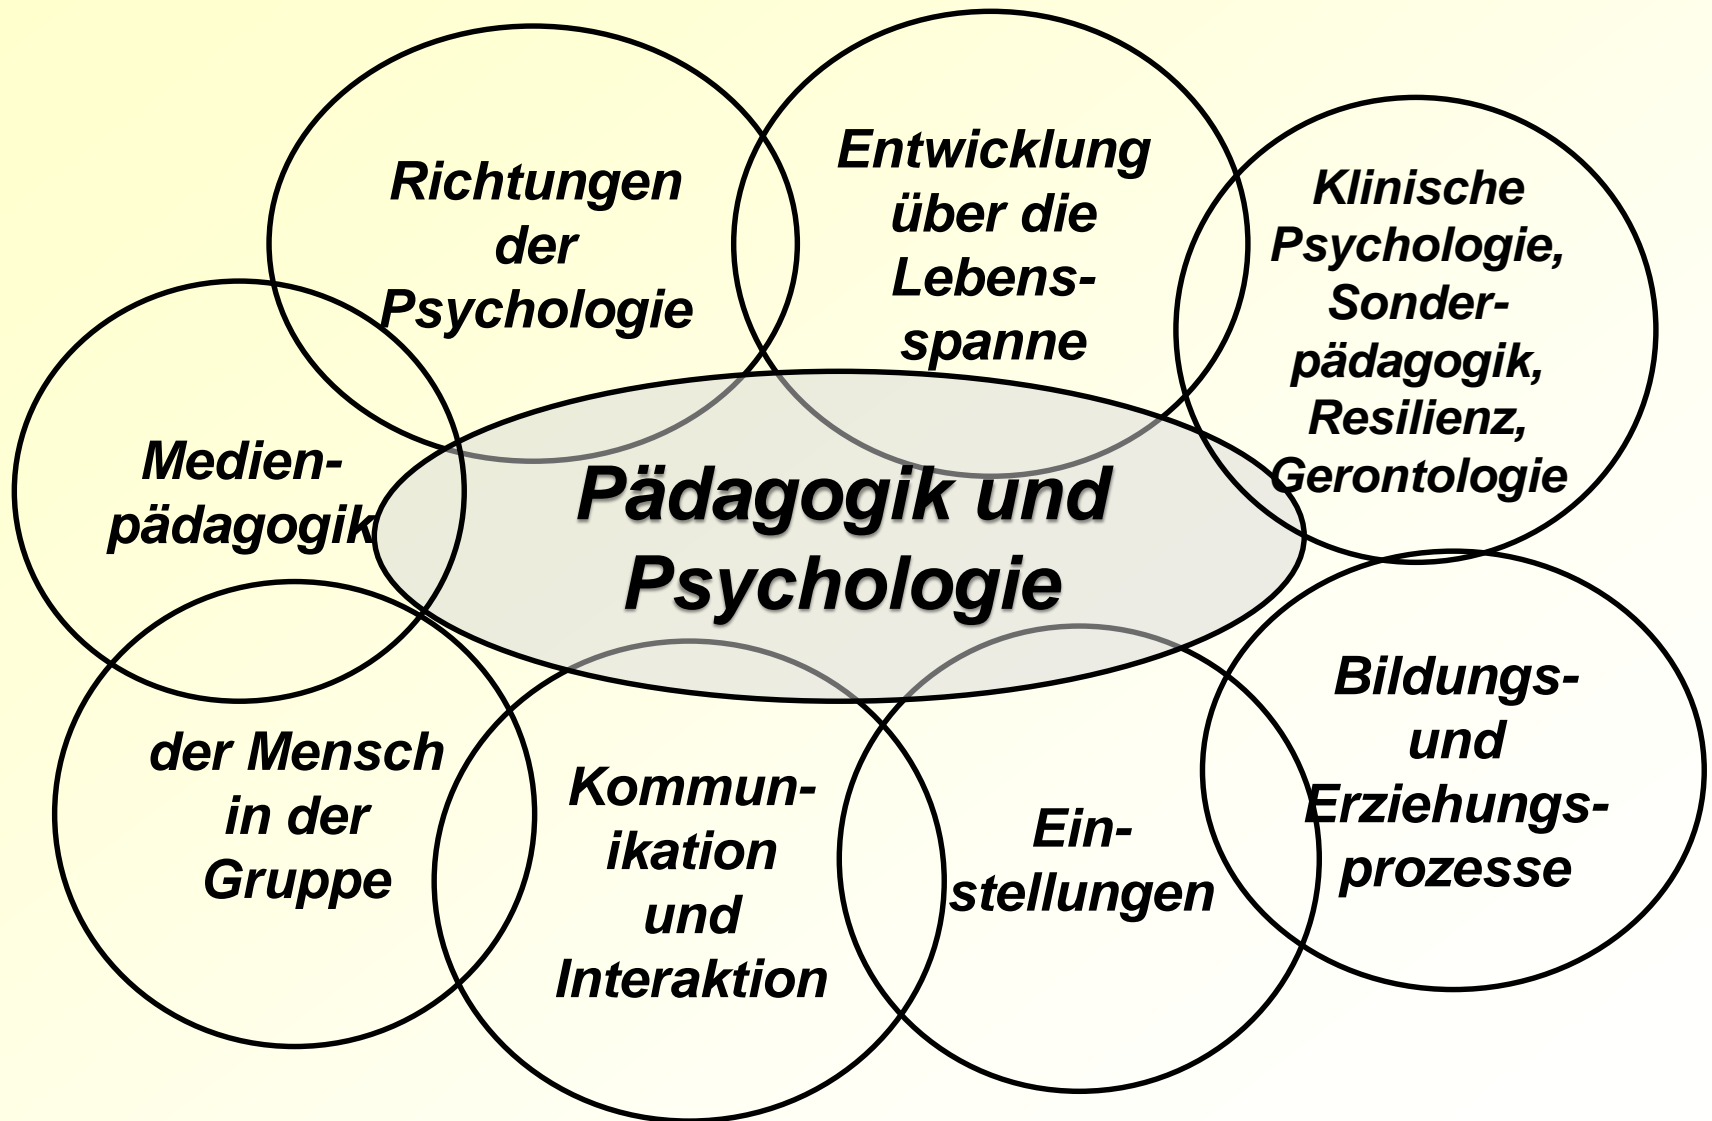 Richtungen
der
Psychologie
Entwicklung
über die
Lebens-
spanne
Klinische
Psychologie,
Sonder-
pädagogik,
Resilienz,
Gerontologie
Medien-
pädagogik
Pädagogik und
Psychologie
der Mensch
in der
Gruppe
Kommun-
ikation
und
Interaktion
Ein-
stellungen
Bildungs-
und
Erziehungs-
prozesse